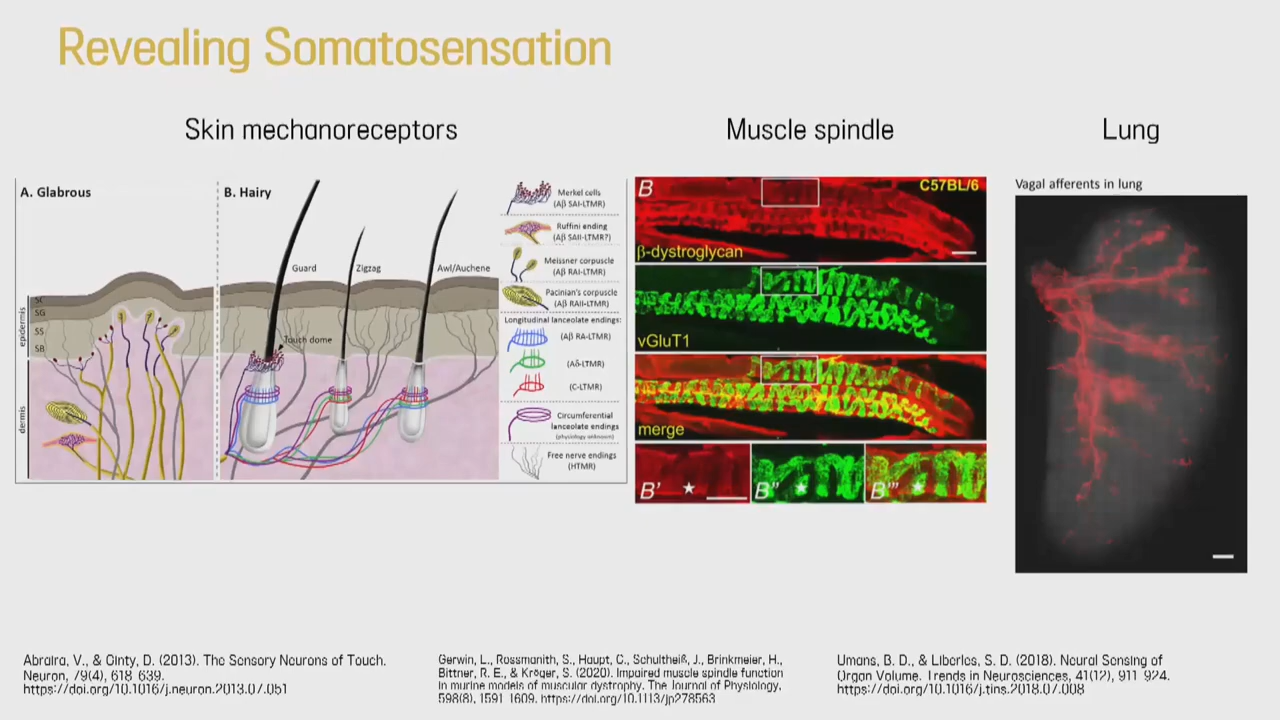 Revealing Somatosensation
Skin mechanoreceptors
Muscle spindle
Lung
A. Glabrous
B. Hairy
Guard
Zigzag
Awl/Auchene
Touch dome
epidermis
SC
SG
SS
SB
dermis
Merkel cells
(Aβ SAI-LTMR)
Ruffini ending
(Aβ SAII-LTMR?)
Meissner corpuscle
(Aβ RAI-LTMR)
Pacinian's corpuscle
(Aβ RAII-LTMR)
Longitudinal lanceolate endings:
(Aβ RA-LTMR)
(Aδ-LTMR)
(C-LTMR)
Circumferential
lanceolate endings
(physiology unknown)
Free nerve endings
(HTMR)
B
C57BL/6
β-dystroglycan
vGluT1
merge
B'
B''
B'''
Vagal afferents in lung
Abraira, V., & Ginty, D. (2013). The Sensory Neurons of Touch.
Neuron, 79(4), 618–639.
https://doi.org/10.1016/j.neuron.2013.07.051
Gerwin, L., Rossmanith, S., Haupt, C., Schultheiß, J., Brinkmeier, H.,
Bittner, R. E., & Kröger, S. (2020). Impaired muscle spindle function
in murine models of muscular dystrophy. The Journal of Physiology,
598(8), 1591–1609. https://doi.org/10.1113/jp278563
Umans, B. D., & Liberles, S. D. (2018). Neural Sensing of
Organ Volume. Trends in Neurosciences, 41(12), 911–924.
https://doi.org/10.1016/j.tins.2018.07.008